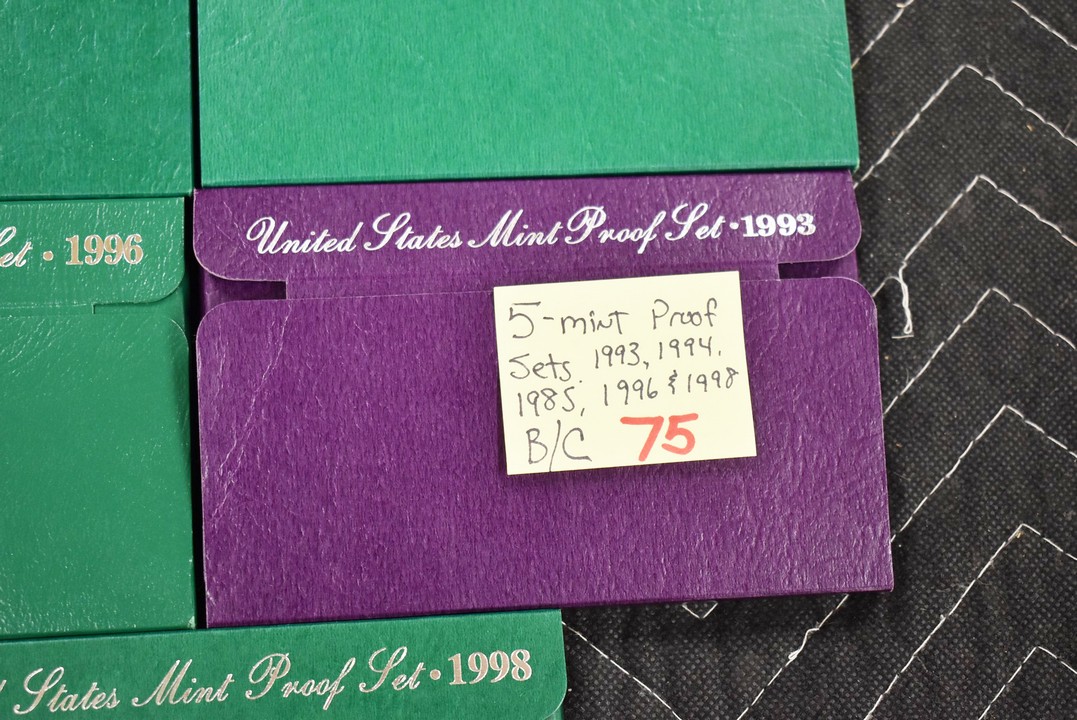 United States Mint Proof Set • 1993
et • 1996
5-mint Proof
Sets. 1993, 1994,
1985, 1996 & 1998
B/C 75
States Mint Proof Set • 1998